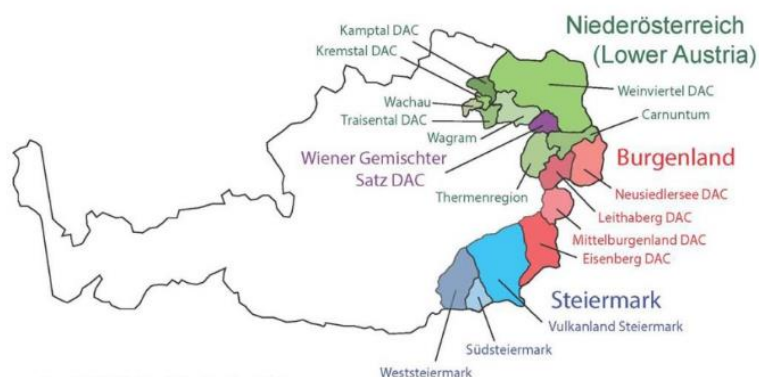 Niederösterreich
(Lower Austria)
Kamptal DAC
Kremstal DAC
Wachau
Traisental DAC
Wagram
Weinviertel DAC
Carnuntum
Wiener Gemischter
Satz DAC
Thermenregion
Burgenland
Neusiedlersee DAC
Leithaberg DAC
Mittelburgenland DAC
Eisenberg DAC
Steiermark
Vulkanland Steiermark
Südsteiermark
Weststeiermark